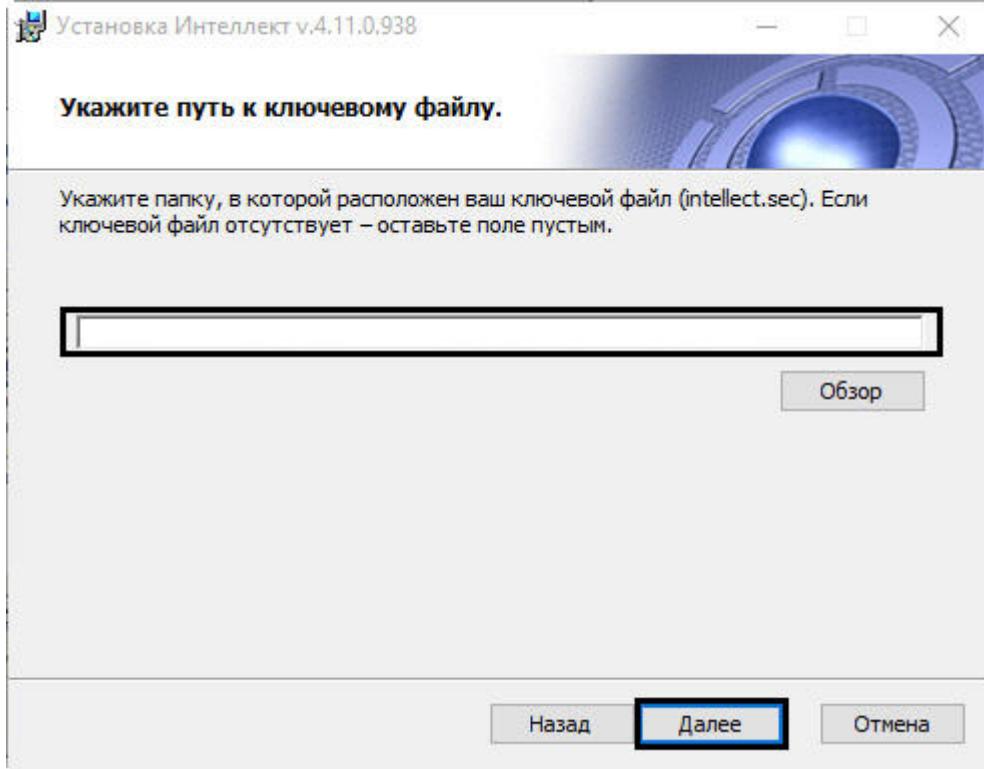 Установка Интеллект v.4.11.0.938
Укажите путь к ключевому файлу.
Укажите папку, в которой расположен ваш ключевой файл (intellect.sec). Если
ключевой файл отсутствует – оставьте поле пустым.
Обзор
Назад Далее Отмена